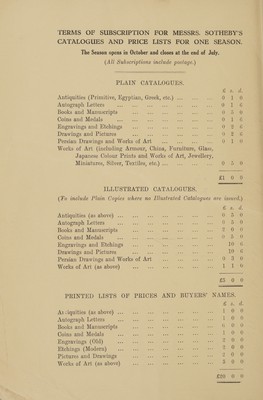 TERMS OF SUBSCRIPTION FOR MESSRS. SOTHEBY'S
CATALOGUES AND PRICE LISTS FOR ONE SEASON.
The Season opens in October and closes at the end of July.
(All Subscriptions include postage.)
PLAIN CATALOGUES.
£ s. d.
Antiquities (Primitive, Egyptian, Greek, etc.) ... 0 1 0
Autograph Letters ... 0 1 6
Books and Manuscripts ... 0 5 0
Coins and Medals ... 0 1 6
Engravings and Etchings ... 0 2 6
Drawings and Pictures ... 0 2 6
Persian Drawings and Works of Art ... 0 1 0
Works of Art (including Armour, China, Furniture, Glass,
Japanese Colour Prints and Works of Art, Jewellery,
Miniatures, Silver, Textiles, etc.) ... 0 5 0
£1 0 0
ILLUSTRATED CATALOGUES.
(To include Plain Copies where no Illustrated Catalogues are issued.)
£ s. d.
Antiquities (as above) ... 0 5 0
Autograph Letters ... 0 5 0
Books and Manuscripts ... 2 0 0
Coins and Medals ... 0 5 0
Engravings and Etchings ... 10 0
Drawings and Pictures ... 10 0
Persian Drawings and Works of Art ... 0 3 0
Works of Art (as above) ... 1 1 0
£5 0 0
PRINTED LISTS OF PRICES AND BUYERS' NAMES.
£ s. d.
Antiquities (as above) ... 1 0 0
Autograph Letters ... 1 0 0
Books and Manuscripts 0 0
Coins and Medals ... 1 0 0
Engravings (Old) ... 2 0 0
Etchings (Modern) ... 2 0 0
Pictures and Drawings ... 2 0 0
Works of Art (as above) ... 3 0 0
£20 0 0